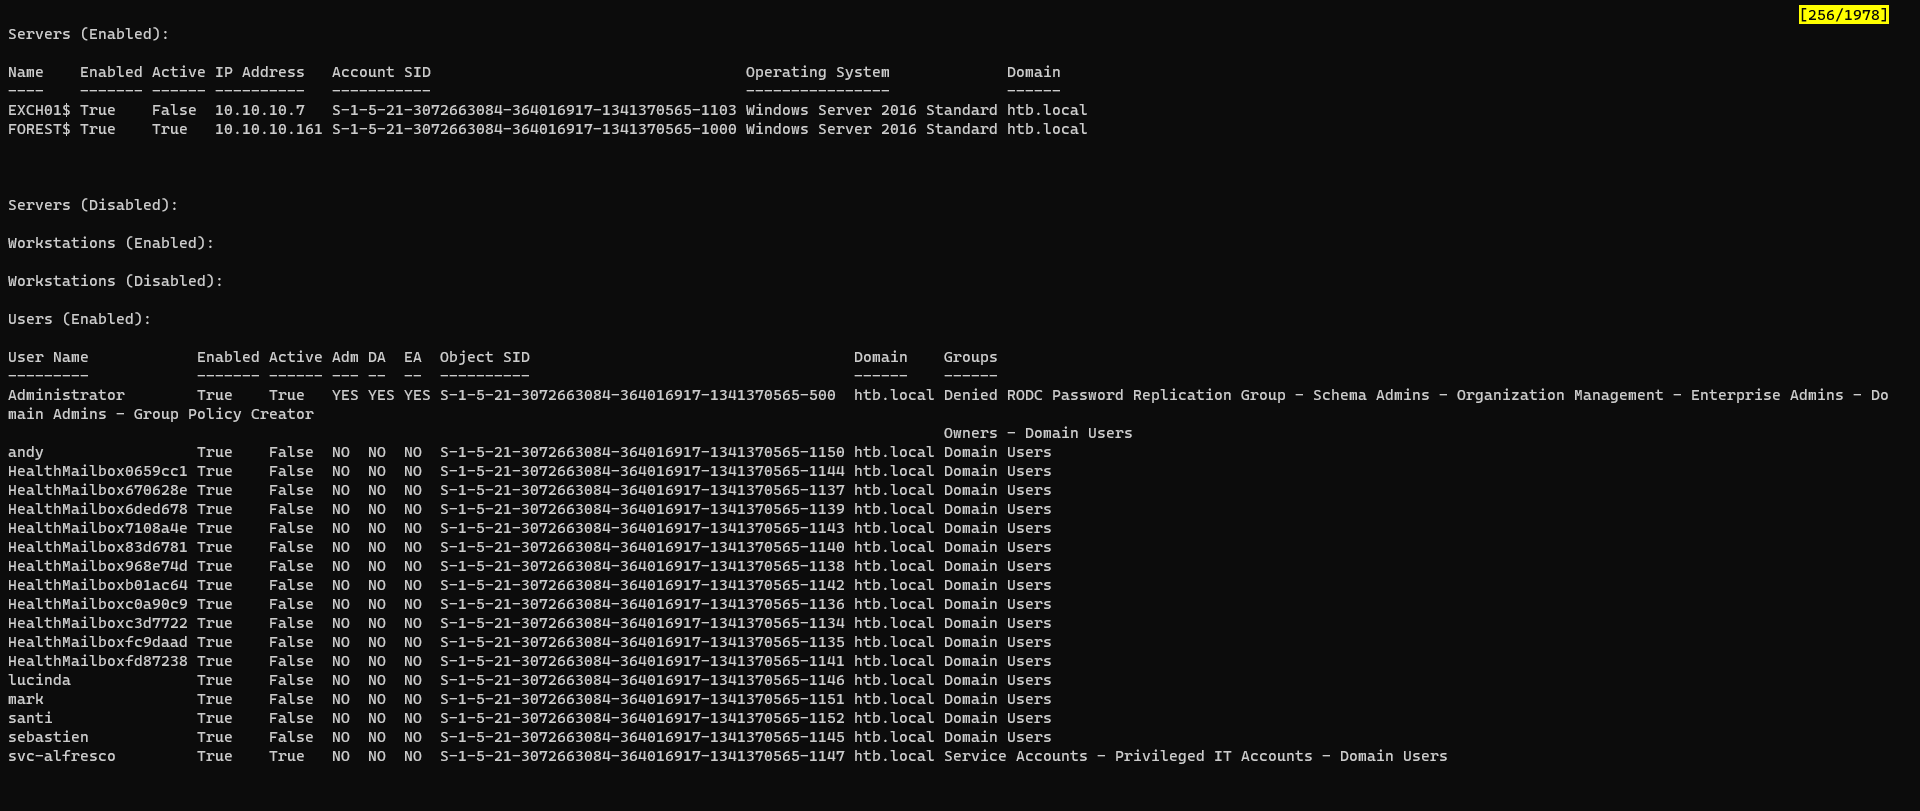 [256/1978]
Servers (Enabled):
Name    Enabled Active IP Address   Account SID                                   Operating System             Domain
----    ------- ------ ----------   -----------                                   ----------------             ------
EXCH01$ True    False  10.10.10.7   S-1-5-21-3072663084-364016917-1341370565-1103 Windows Server 2016 Standard htb.local
FOREST$ True    True   10.10.10.161 S-1-5-21-3072663084-364016917-1341370565-1000 Windows Server 2016 Standard htb.local
Servers (Disabled):
Workstations (Enabled):
Workstations (Disabled):
Users (Enabled):
User Name            Enabled Active Adm DA  EA  Object SID                                    Domain    Groups
---------            ------- ------ --- --  --  ----------                                    ------    ------
Administrator        True    True   YES YES YES S-1-5-21-3072663084-364016917-1341370565-500  htb.local Denied RODC Password Replication Group - Schema Admins - Organization Management - Enterprise Admins - Do
main Admins - Group Policy Creator
Owners - Domain Users
andy                 True    False  NO  NO  NO  S-1-5-21-3072663084-364016917-1341370565-1150 htb.local Domain Users
HealthMailbox0659cc1 True    False  NO  NO  NO  S-1-5-21-3072663084-364016917-1341370565-1144 htb.local Domain Users
HealthMailbox670628e True    False  NO  NO  NO  S-1-5-21-3072663084-364016917-1341370565-1137 htb.local Domain Users
HealthMailbox6ded678 True    False  NO  NO  NO  S-1-5-21-3072663084-364016917-1341370565-1139 htb.local Domain Users
HealthMailbox7108a4e True    False  NO  NO  NO  S-1-5-21-3072663084-364016917-1341370565-1143 htb.local Domain Users
HealthMailbox83d6781 True    False  NO  NO  NO  S-1-5-21-3072663084-364016917-1341370565-1140 htb.local Domain Users
HealthMailbox968e74d True    False  NO  NO  NO  S-1-5-21-3072663084-364016917-1341370565-1138 htb.local Domain Users
HealthMailboxb01ac64 True    False  NO  NO  NO  S-1-5-21-3072663084-364016917-1341370565-1142 htb.local Domain Users
HealthMailboxc0a90c9 True    False  NO  NO  NO  S-1-5-21-3072663084-364016917-1341370565-1136 htb.local Domain Users
HealthMailboxc3d7722 True    False  NO  NO  NO  S-1-5-21-3072663084-364016917-1341370565-1134 htb.local Domain Users
HealthMailboxfc9daad True    False  NO  NO  NO  S-1-5-21-3072663084-364016917-1341370565-1135 htb.local Domain Users
HealthMailboxfd87238 True    False  NO  NO  NO  S-1-5-21-3072663084-364016917-1341370565-1141 htb.local Domain Users
lucinda              True    False  NO  NO  NO  S-1-5-21-3072663084-364016917-1341370565-1146 htb.local Domain Users
mark                 True    False  NO  NO  NO  S-1-5-21-3072663084-364016917-1341370565-1151 htb.local Domain Users
santi                True    False  NO  NO  NO  S-1-5-21-3072663084-364016917-1341370565-1152 htb.local Domain Users
sebastien            True    False  NO  NO  NO  S-1-5-21-3072663084-364016917-1341370565-1145 htb.local Domain Users
svc-alfresco         True    True   NO  NO  NO  S-1-5-21-3072663084-364016917-1341370565-1147 htb.local Service Accounts - Privileged IT Accounts - Domain Users